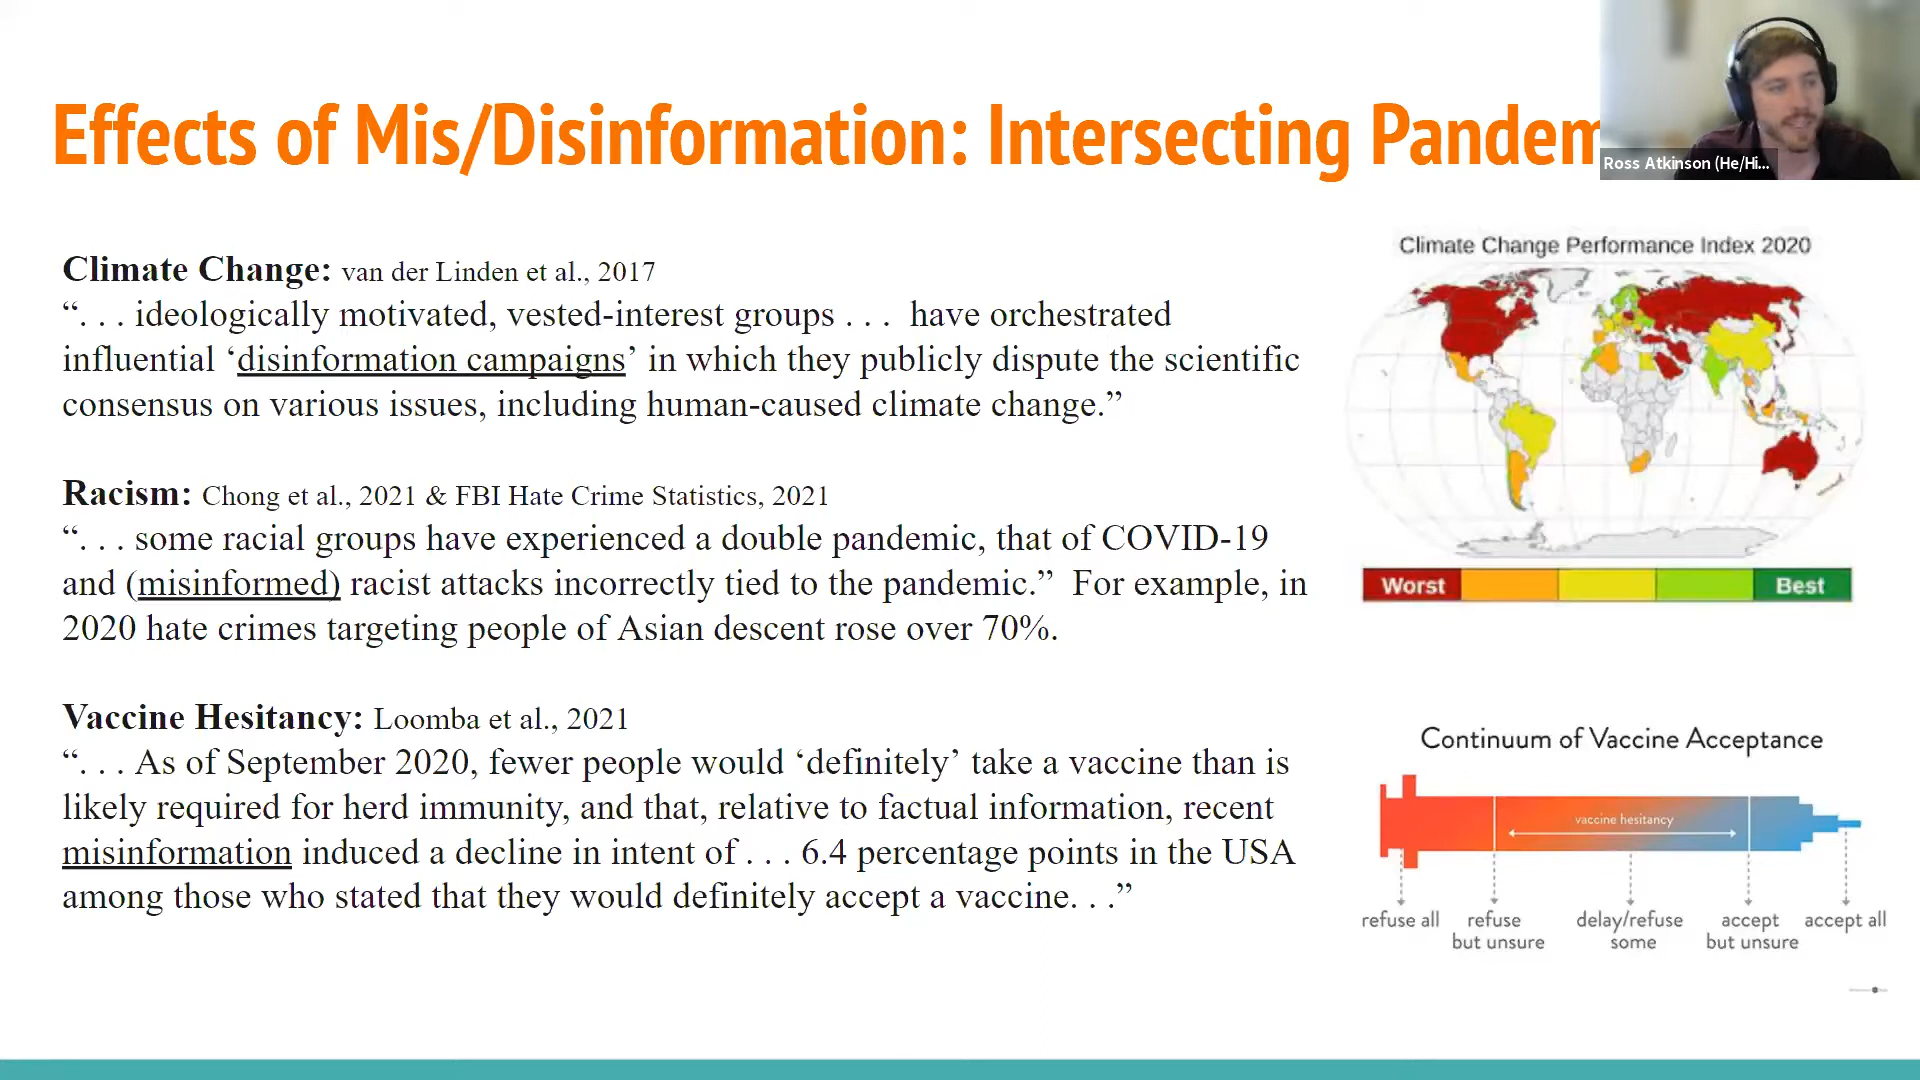 Effects of Mis/Disinformation: Intersecting Pandem
Ross Atkinson (He/Hi...
Climate Change: van der Linden et al., 2017
“. . . ideologically motivated, vested-interest groups . . . have orchestrated
influential ‘disinformation campaigns’ in which they publicly dispute the scientific
consensus on various issues, including human-caused climate change.”
Racism: Chong et al., 2021 & FBI Hate Crime Statistics, 2021
“. . . some racial groups have experienced a double pandemic, that of COVID-19
and (misinformed) racist attacks incorrectly tied to the pandemic.” For example, in
2020 hate crimes targeting people of Asian descent rose over 70%.
Vaccine Hesitancy: Loomba et al., 2021
“. . . As of September 2020, fewer people would ‘definitely’ take a vaccine than is
likely required for herd immunity, and that, relative to factual information, recent
misinformation induced a decline in intent of . . . 6.4 percentage points in the USA
among those who stated that they would definitely accept a vaccine. . .”
Climate Change Performance Index 2020
Worst Best
Continuum of Vaccine Acceptance
vaccine hesitancy
refuse all refuse delay/refuse accept accept all
but unsure some but unsure